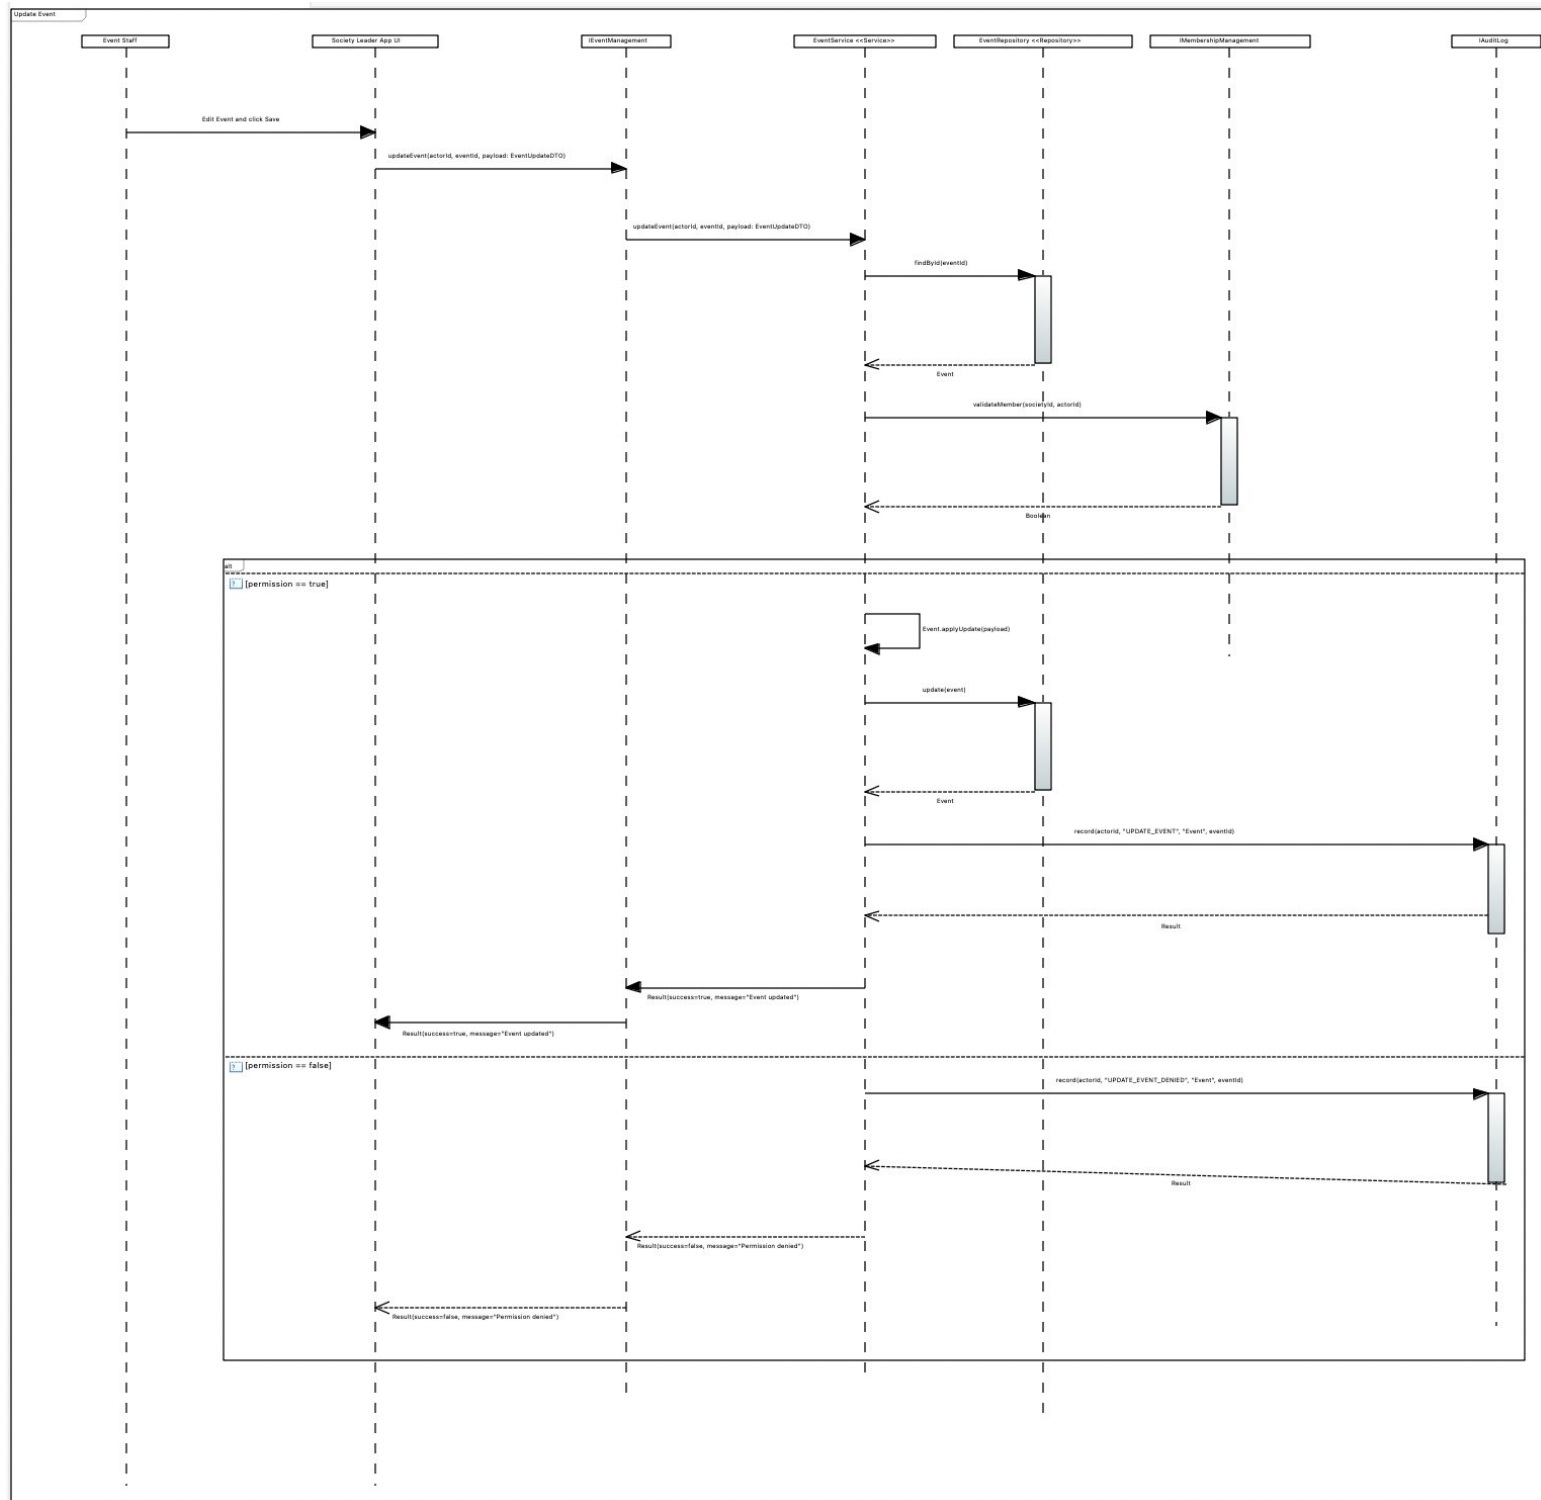 Update Event
Event Staff
Society Leader App UI
IEventManagement
EventService <<Service>>
EventRepository <<Repository>>
IMembershipManagement
IAuditLog
Edit Event and click Save
updateEvent(actorId, eventId, payload: EventUpdateDTO)
updateEvent(actorId, eventId, payload: EventUpdateDTO)
findById(eventId)
Event
validateMember(societyId, actorId)
Boolean
alt
[permission == true]
Event.applyUpdate(payload)
update(event)
Event
record(actorId, "UPDATE_EVENT", "Event", eventId)
Result
Result(success=true, message="Event updated")
Result(success=true, message="Event updated")
[permission == false]
record(actorId, "UPDATE_EVENT_DENIED", "Event", eventId)
Result
Result(success=false, message="Permission denied")
Result(success=false, message="Permission denied")